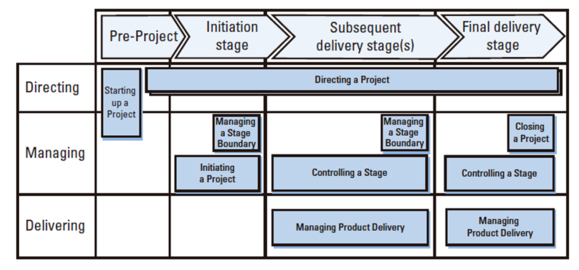 Pre-Project
Initiation
stage
Subsequent
delivery stage(s)
Final delivery
stage
Directing
Starting
up a
Project
Directing a Project
Managing
Managing
a Stage
Boundary
Managing
a Stage
Boundary
Closing
a Project
Initiating
a Project
Controlling a Stage
Controlling a Stage
Delivering
Managing Product Delivery
Managing
Product Delivery